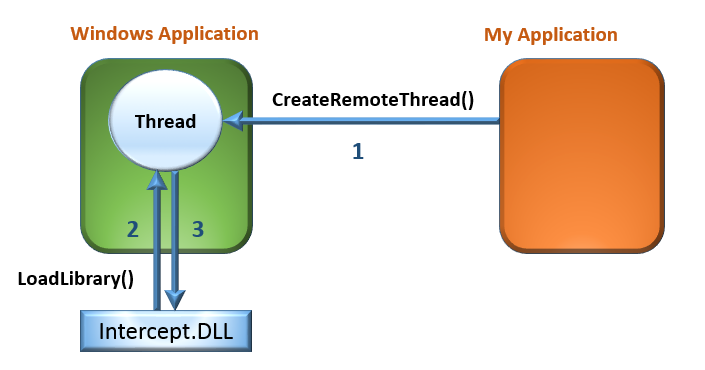 Windows Application
My Application
CreateRemoteThread()
Thread
1
2
3
LoadLibrary()
Intercept.DLL